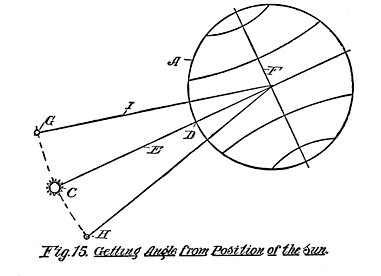 A
F
G
I
D
E
C
H
Fig. 15. Getting Angle from Position of the Sun.